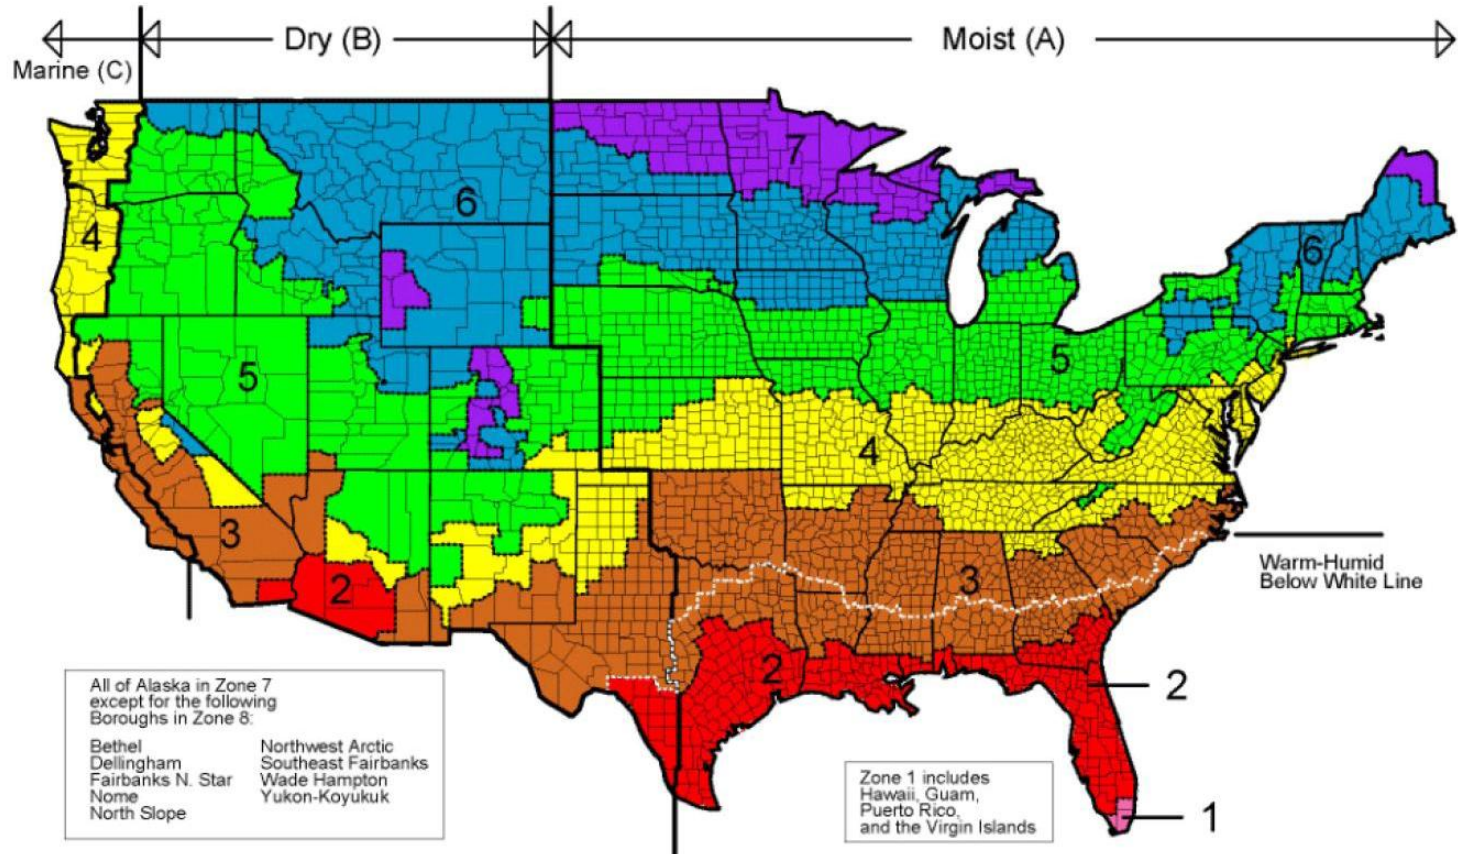 Marine (C)
Dry (B)
Moist (A)
7
6
4
6
5
5
4
3
3
2
2
Warm-Humid
Below White Line
2
1
All of Alaska in Zone 7
except for the following
Boroughs in Zone 8:
Bethel
Dellingham
Fairbanks N. Star
Nome
North Slope
Northwest Arctic
Southeast Fairbanks
Wade Hampton
Yukon-Koyukuk
Zone 1 includes
Hawaii, Guam,
Puerto Rico,
and the Virgin Islands